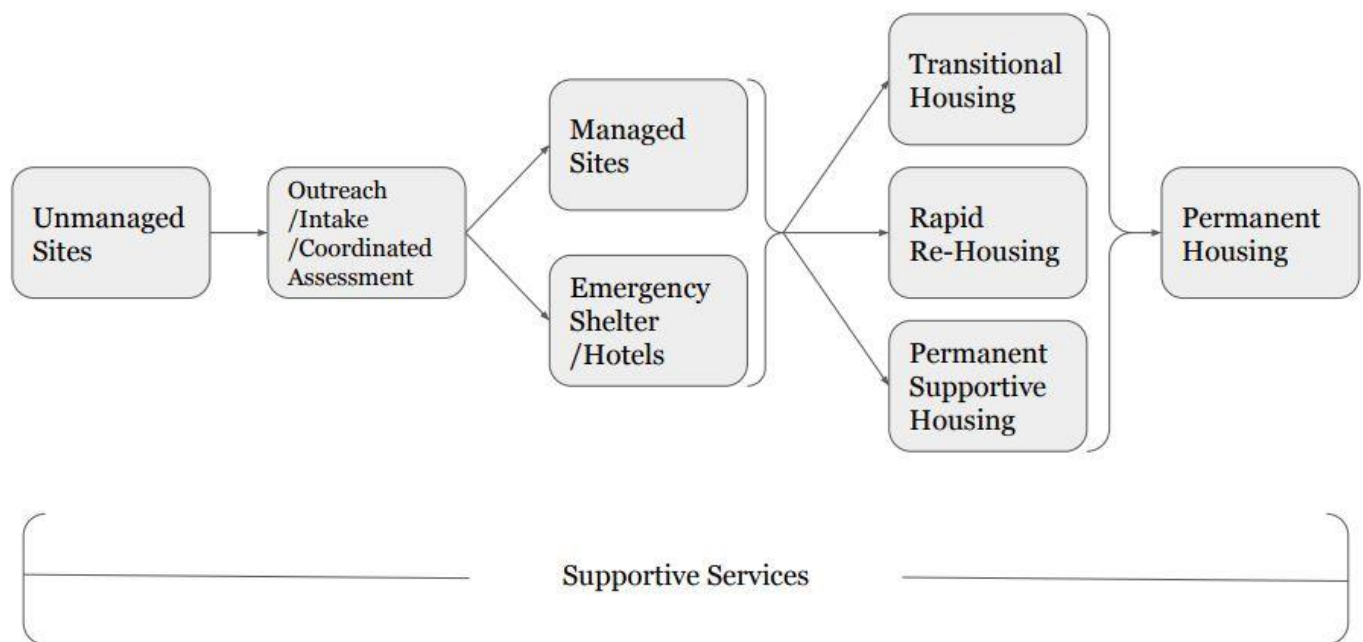 Unmanaged
Sites
Outreach
/Intake
/Coordinated
Assessment
Managed
Sites
Emergency
Shelter
/Hotels
Transitional
Housing
Rapid
Re-Housing
Permanent
Supportive
Housing
Permanent
Housing
Supportive Services